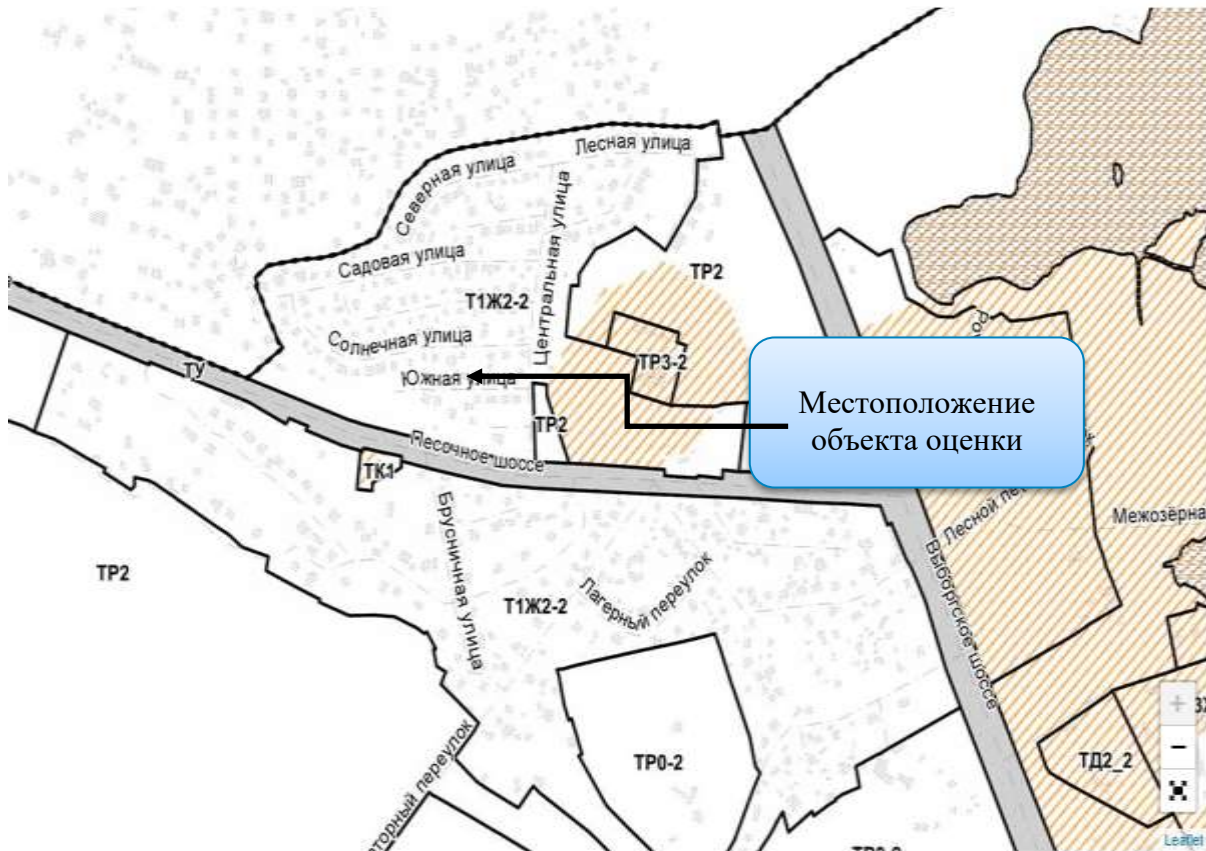 Лесная улица
Северная улица
Садовая улица
Центральная улица
ТР2
Т1Ж2-2
Солнечная улица
ТР3-2
ТУ
Южная улица
Местоположение
объекта оценки
ТР2
Песочное шоссе
ТК1
Брусничная улица
Лесной
Межозёрна
Выборгское шоссе
ТР2
Т1Ж2-2
Лагерный переулок
ТР0-2
ТД2_2
+
−
Leaflet